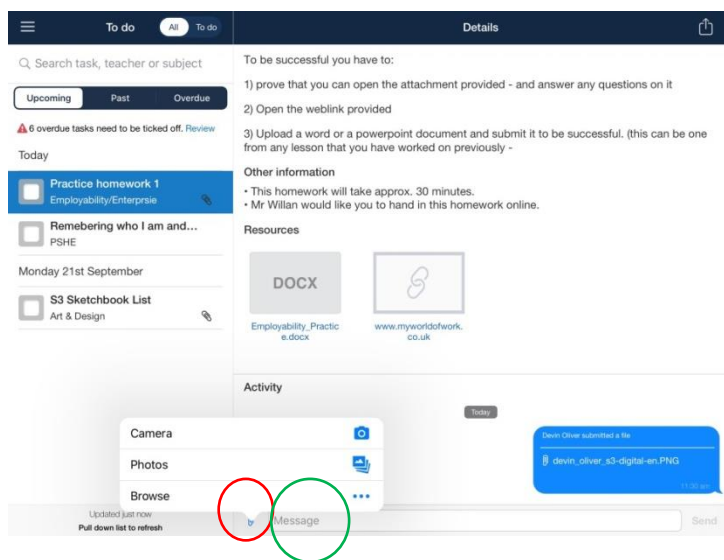 To do
All
To do
Details
Search task, teacher or subject
Upcoming
Past
Overdue
6 overdue tasks need to be ticked off. Review
Today
Practice homework 1
Employability/Enterprsie
Remebering who I am and...
PSHE
Monday 21st September
S3 Sketchbook List
Art & Design
To be successful you have to:
1) prove that you can open the attachment provided - and answer any questions on it
2) Open the weblink provided
3) Upload a word or a powerpoint document and submit it to be successful. (this can be one
from any lesson that you have worked on previously -
Other information
• This homework will take approx. 30 minutes.
• Mr Willan would like you to hand in this homework online.
Resources
DOCX
Employability_Practic
e.docx
www.myworldofwork.
co.uk
Activity
Today
Devin Oliver submitted a file
devin_oliver_s3-digital-en.PNG
11:00 am
Camera
Photos
Browse
Updated just now
Pull down list to refresh
Message
Send